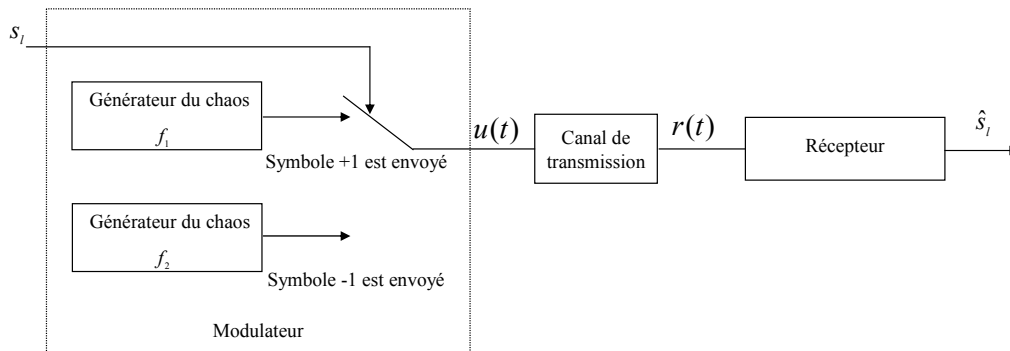 s_l
Générateur du chaos
f_1
Symbole +1 est envoyé
Générateur du chaos
f_2
Symbole -1 est envoyé
Modulateur
u(t)
Canal de
transmission
r(t)
Récepteur
ŝ_l